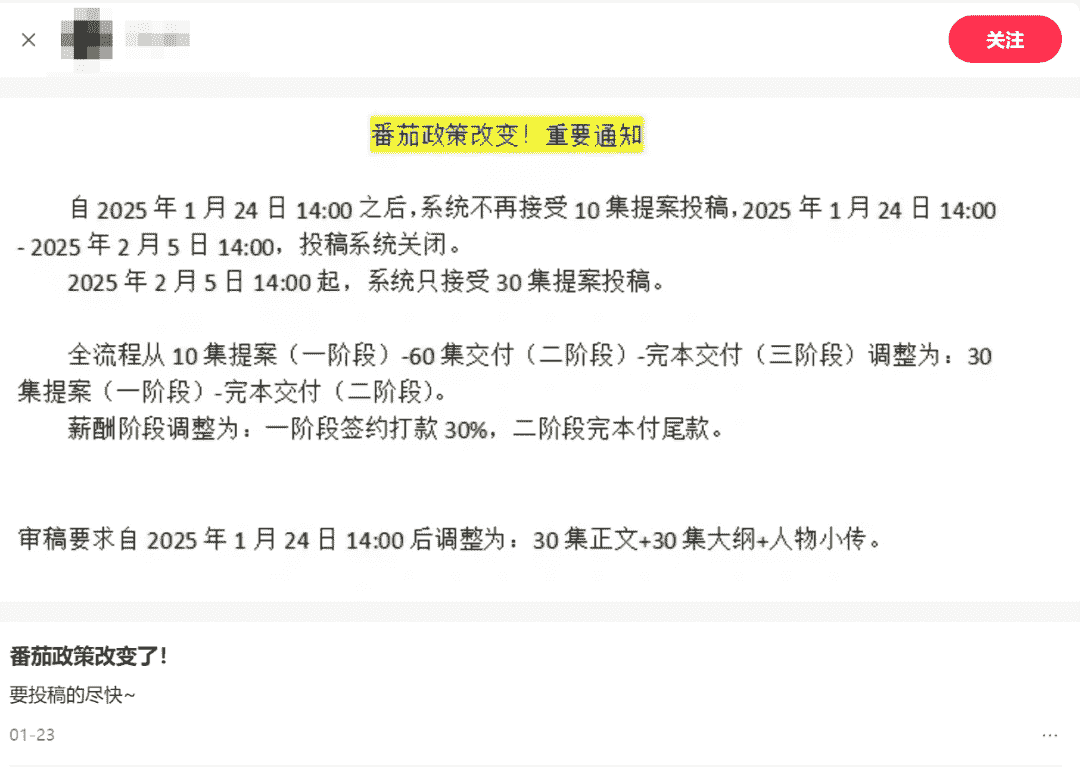 关注
番茄政策改变！重要通知
自 2025 年 1 月 24 日 14:00 之后，系统不再接受 10 集提案投稿，2025 年 1 月 24 日 14:00
- 2025 年 2 月 5 日 14:00，投稿系统关闭。
2025 年 2 月 5 日 14:00 起，系统只接受 30 集提案投稿。
全流程从 10 集提案（一阶段）-60 集交付（二阶段）-完本交付（三阶段）调整为：30
集提案（一阶段）-完本交付（二阶段）。
薪酬阶段调整为：一阶段签约打款 30%，二阶段完本付尾款。
审稿要求自 2025 年 1 月 24 日 14:00 后调整为：30 集正文+30 集大纲+人物小传。
番茄政策改变了！
要投稿的尽快~
01-23